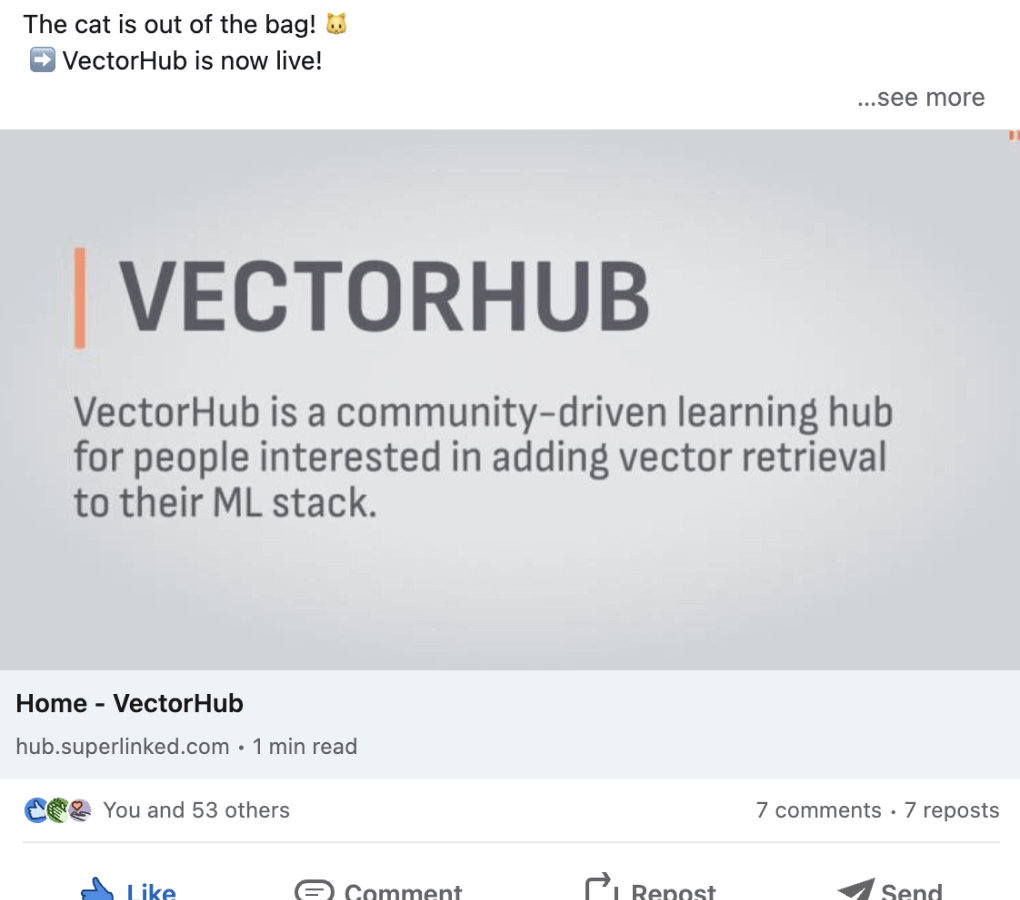 The cat is out of the bag! 🐱
➡️ VectorHub is now live!
...see more
VECTORHUB
VectorHub is a community-driven learning hub
for people interested in adding vector retrieval
to their ML stack.
Home - VectorHub
hub.superlinked.com • 1 min read
You and 53 others
7 comments • 7 reposts
Like
Comment
Repost
Send